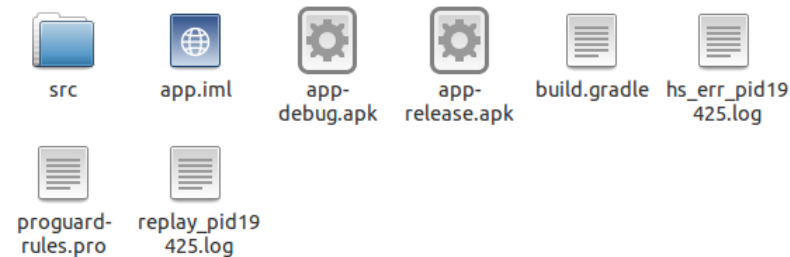 src
app.iml
app-
debug.apk
app-
release.apk
build.gradle
hs_err_pid19
425.log
proguard-
rules.pro
replay_pid19
425.log